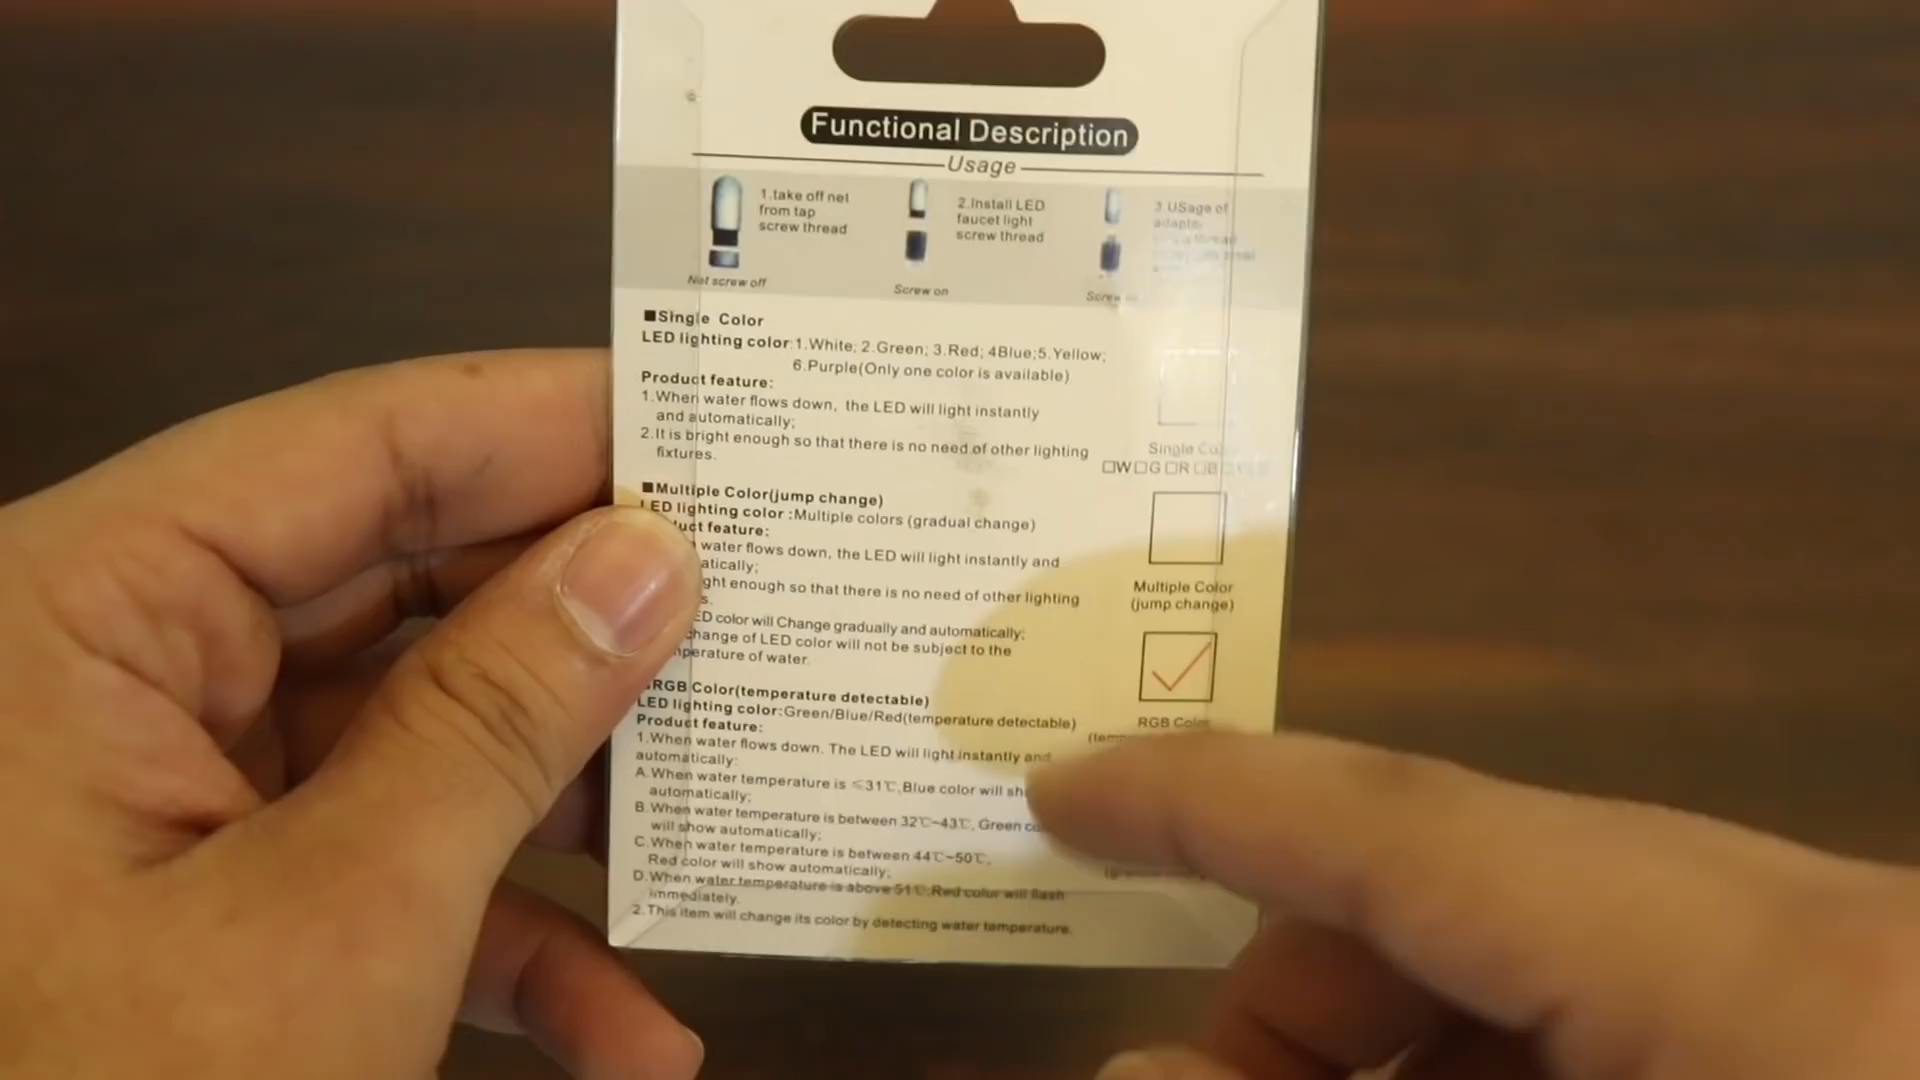 Functional Description
Usage
1.take off net
from tap
screw thread
Net screw off
2.Install LED
faucet light
screw thread
Screw on
3.USage of
Screw
■Single Color
LED lighting color:1.White; 2.Green; 3.Red; 4Blue;5.Yellow;
6.Purple(Only one color is available)
Product feature:
1.When water flows down, the LED will light instantly
and automatically;
2.It is bright enough so that there is no need of other lighting
fixtures.
Single
□W□G□R□B
■Multiple Color(jump change)
LED lighting color :Multiple colors (gradual change)
feature:
water flows down, the LED will light instantly and
enough so that there is no need of other lighting
color will Change gradually and automatically;
of LED color will not be subject to the
of water.
Multiple Color
(jump change)
RGB Color(temperature detectable)
LED lighting color:Green/Blue/Red(temperature detectable)
Product feature:
1.When water flows down. The LED will light instantly and
automatically:
A.When water temperature is ≤31℃,Blue color will
automatically;
B.When water temperature is between 32℃~43℃, Green
will show automatically;
C.When water temperature is between 44℃~50℃,
Red color will show automatically;
D.When water temperature is above 51℃:Red colur will flash
immediately.
2.This item will change its color by detecting water temperature.
RGB Color